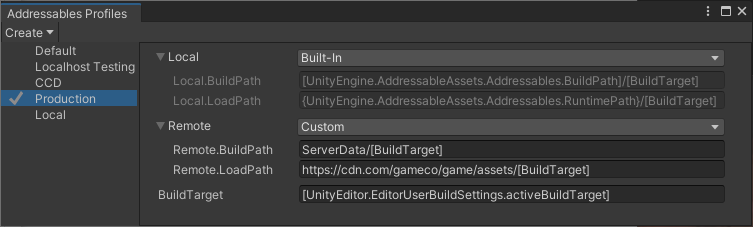 Addressables Profiles
Create
Default
Localhost Testing
CCD
Production
Local
Local Built-In
Local.BuildPath [UnityEngine.AddressableAssets.Addressables.BuildPath]/[BuildTarget]
Local.LoadPath {UnityEngine.AddressableAssets.Addressables.RuntimePath}/[BuildTarget]
Remote Custom
Remote.BuildPath ServerData/[BuildTarget]
Remote.LoadPath https://cdn.com/gameco/game/assets/[BuildTarget]
BuildTarget [UnityEditor.EditorUserBuildSettings.activeBuildTarget]